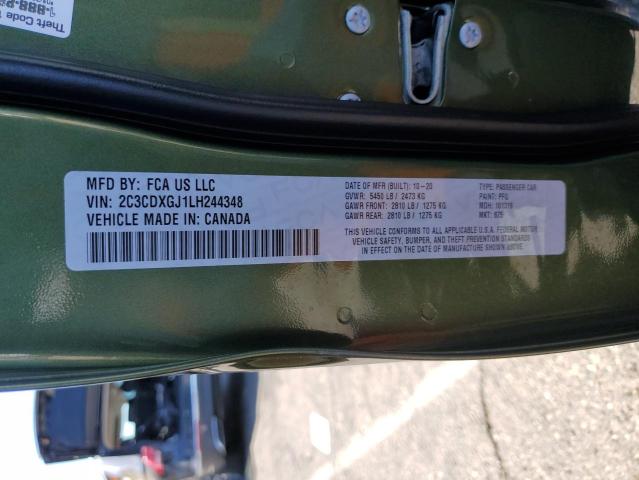 Theft Code
MFD BY: FCA US LLC
VIN: 2C3CDXGJ1LH244348
VEHICLE MADE IN: CANADA
DATE OF MFR (BUILT): 10-20
GVWR: 5450 LB / 2473 KG
GAWR FRONT: 2810 LB / 1275 KG
GAWR REAR: 2810 LB / 1275 KG
TYPE: PASSENGER CAR
PAINT: PFQ
MDH:
MKT:
THIS VEHICLE CONFORMS TO ALL APPLICABLE U.S.A. FEDERAL MOTOR
VEHICLE SAFETY, BUMPER, AND THEFT PREVENTION STANDARDS
IN EFFECT ON THE DATE OF MANUFACTURE SHOWN ABOVE.